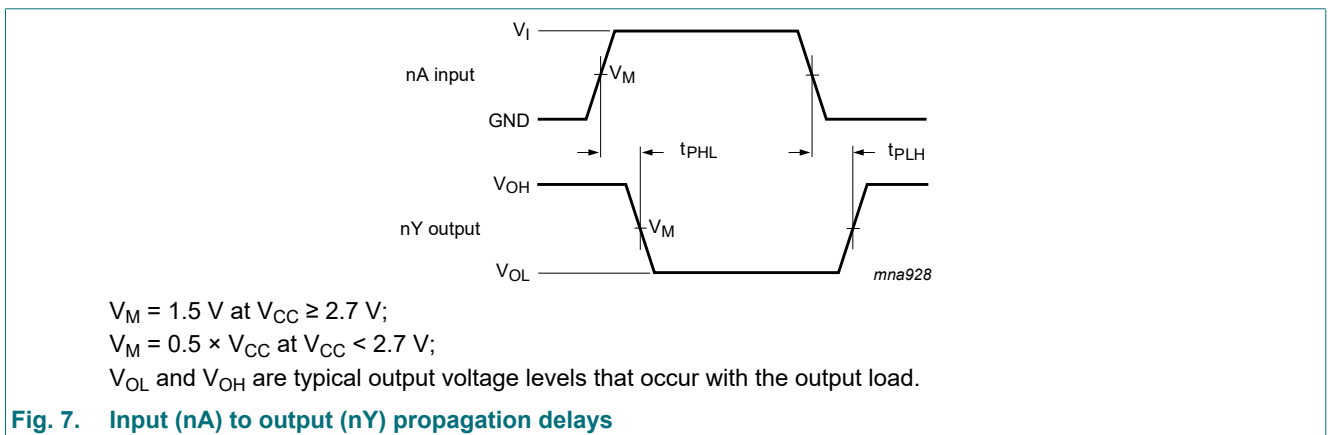 V_I
nA input
V_M
GND
t_PHL
t_PLH
V_OH
nY output
V_M
V_OL
mna928
V_M = 1.5 V at V_CC ≥ 2.7 V;
V_M = 0.5 × V_CC at V_CC < 2.7 V;
V_OL and V_OH are typical output voltage levels that occur with the output load.
Fig. 7. Input (nA) to output (nY) propagation delays